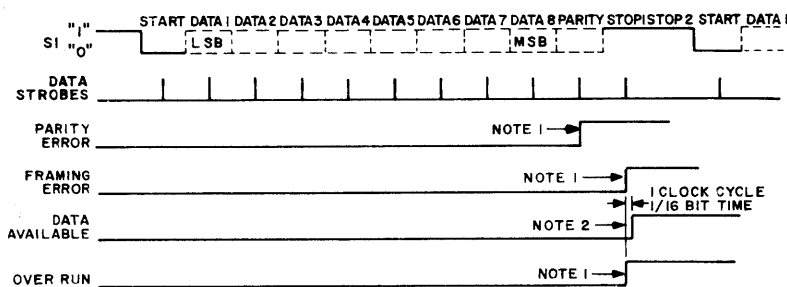 START DATA 1 DATA 2 DATA 3 DATA 4 DATA 5 DATA 6 DATA 7 DATA 8 PARITY STOP1 STOP 2 START DATA 1
SI "1" "0"
LSB MSB
DATA STROBES
PARITY ERROR
NOTE 1
FRAMING ERROR
NOTE 1
1 CLOCK CYCLE
1/16 BIT TIME
DATA AVAILABLE
NOTE 2
OVER RUN
NOTE 1